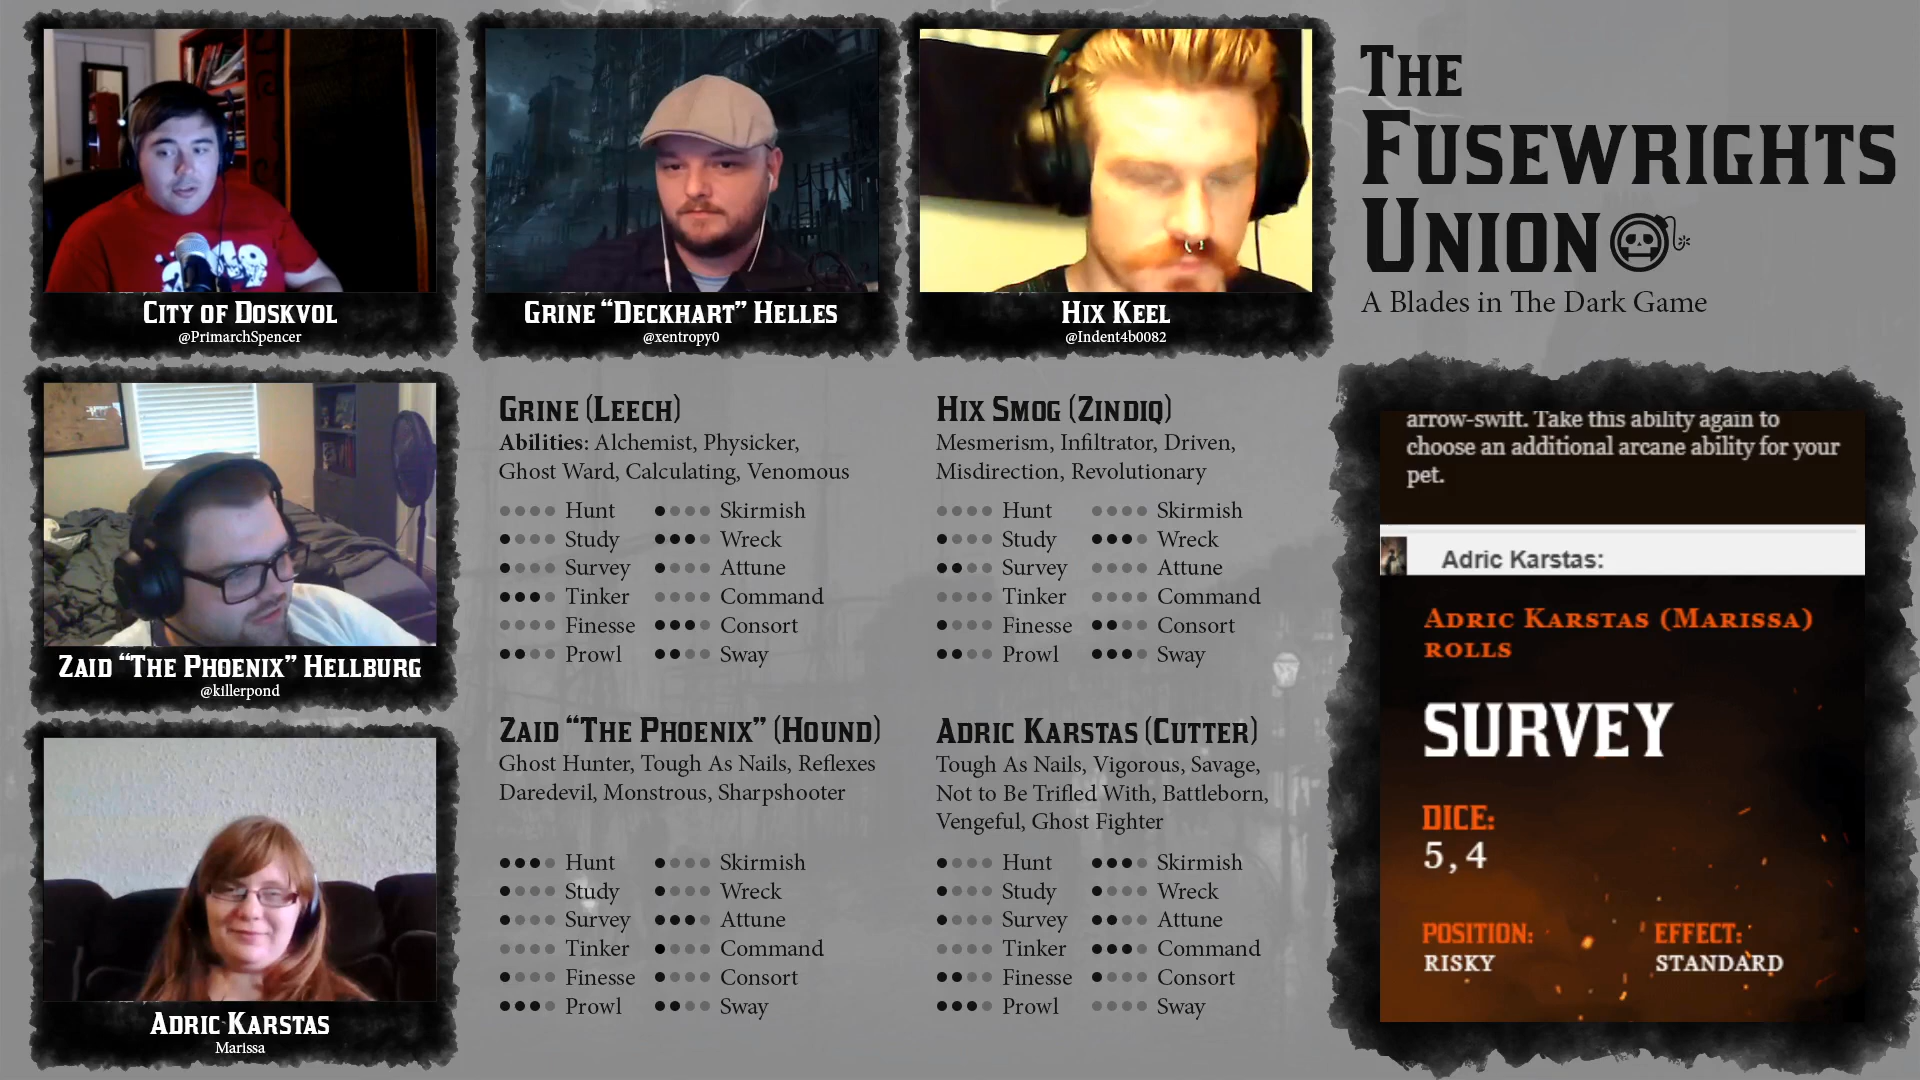 The
Fusewrights
Union
A Blades in The Dark Game
City of Doskvol
@PrimarchSpencer
Grine “Deckhart” Helles
@xentropy0
Hix Keel
@Indent4b0082
Zaid “The Phoenix” Hellburg
@killerpond
Adric Karstas
Marissa
Grine (Leech)
Abilities: Alchemist, Physicker,
Ghost Ward, Calculating, Venomous
Hunt Skirmish
Study Wreck
Survey Attune
Tinker Command
Finesse Consort
Prowl Sway
Hix Smog (Zindiq)
Mesmerism, Infiltrator, Driven,
Misdirection, Revolutionary
Hunt Skirmish
Study Wreck
Survey Attune
Tinker Command
Finesse Consort
Prowl Sway
Zaid “The Phoenix” (Hound)
Ghost Hunter, Tough As Nails, Reflexes
Daredevil, Monstrous, Sharpshooter
Hunt Skirmish
Study Wreck
Survey Attune
Tinker Command
Finesse Consort
Prowl Sway
Adric Karstas (Cutter)
Tough As Nails, Vigorous, Savage,
Not to Be Trifled With, Battleborn,
Vengeful, Ghost Fighter
Hunt Skirmish
Study Wreck
Survey Attune
Tinker Command
Finesse Consort
Prowl Sway
arrow-swift. Take this ability again to
choose an additional arcane ability for your
pet.
Adric Karstas:
Adric Karstas (Marissa)
rolls
SURVEY
DICE:
5, 4
POSITION: EFFECT:
RISKY STANDARD